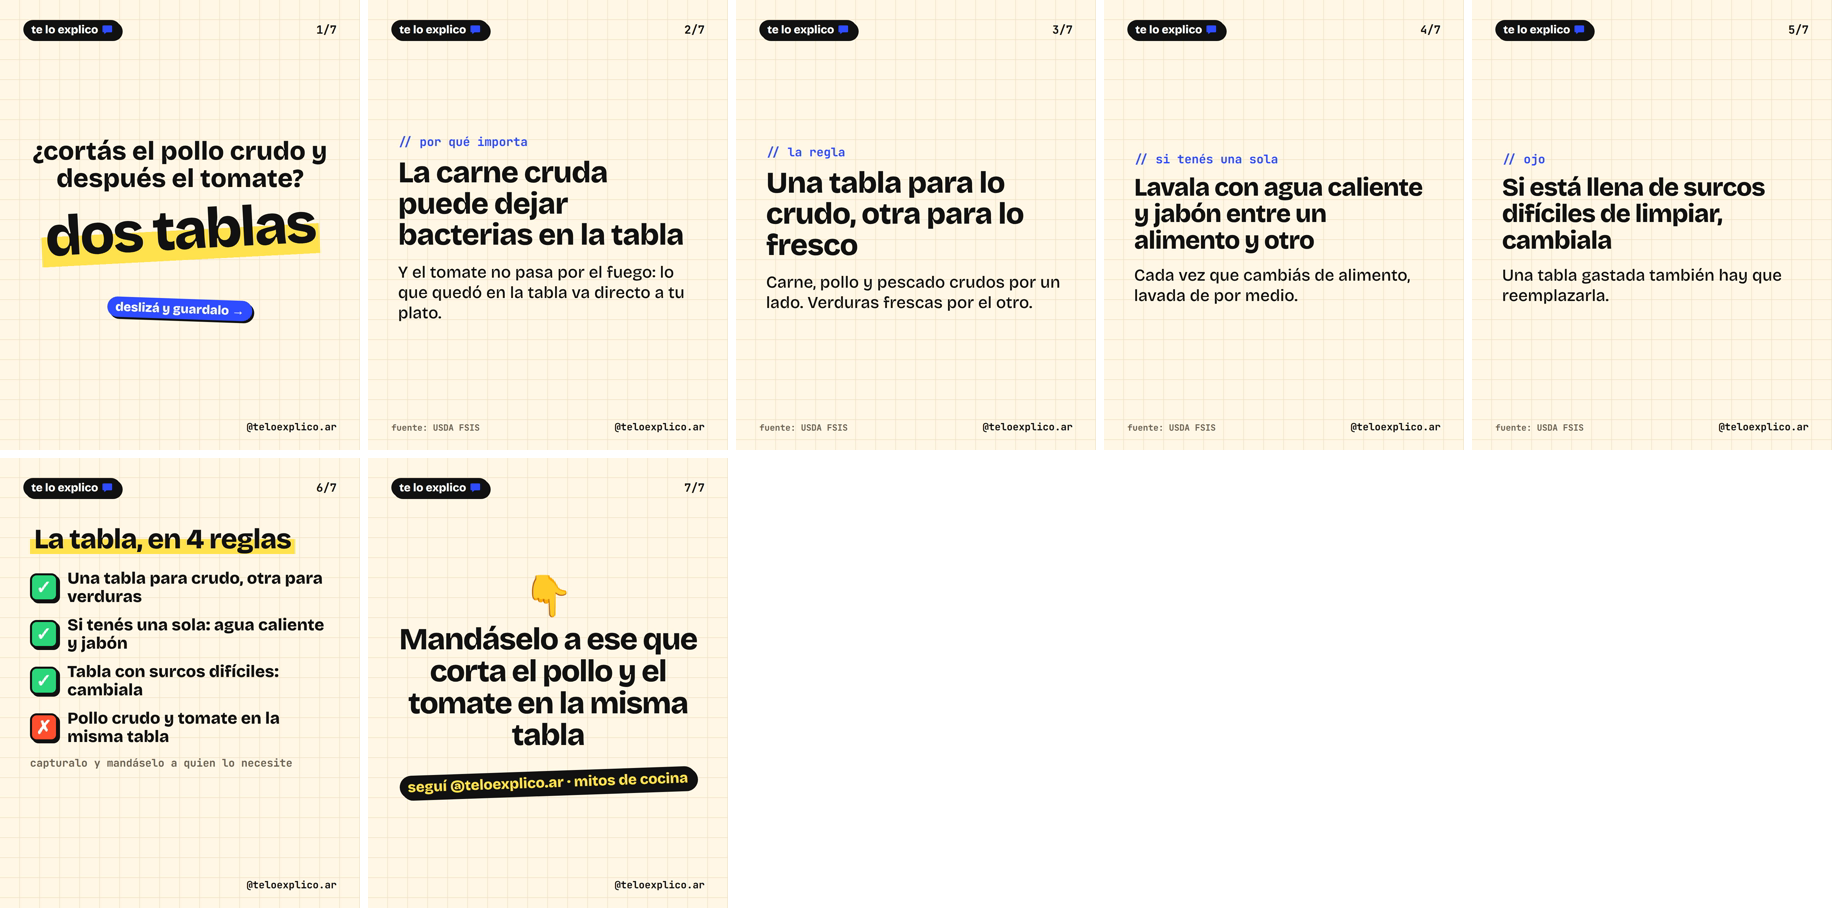 te lo explico
1/7
¿cortás el pollo crudo y
después el tomate?
dos tablas
deslizá y guardalo →
@teloexplico.ar
te lo explico
2/7
// por qué importa
La carne cruda
puede dejar
bacterias en la tabla
Y el tomate no pasa por el fuego: lo
que quedó en la tabla va directo a tu
plato.
fuente: USDA FSIS
@teloexplico.ar
te lo explico
3/7
// la regla
Una tabla para lo
crudo, otra para lo
fresco
Carne, pollo y pescado crudos por un
lado. Verduras frescas por el otro.
fuente: USDA FSIS
@teloexplico.ar
te lo explico
4/7
// si tenés una sola
Lavala con agua caliente
y jabón entre un
alimento y otro
Cada vez que cambiás de alimento,
lavada de por medio.
fuente: USDA FSIS
@teloexplico.ar
te lo explico
5/7
// ojo
Si está llena de surcos
difíciles de limpiar,
cambiala
Una tabla gastada también hay que
reemplazarla.
fuente: USDA FSIS
@teloexplico.ar
te lo explico
6/7
La tabla, en 4 reglas
✓ Una tabla para crudo, otra para
verduras
✓ Si tenés una sola: agua caliente
y jabón
✓ Tabla con surcos difíciles:
cambiala
✗ Pollo crudo y tomate en la
misma tabla
capturalo y mandáselo a quien lo necesite
@teloexplico.ar
te lo explico
7/7
Mandáselo a ese que
corta el pollo y el
tomate en la misma
tabla
seguí @teloexplico.ar · mitos de cocina
@teloexplico.ar